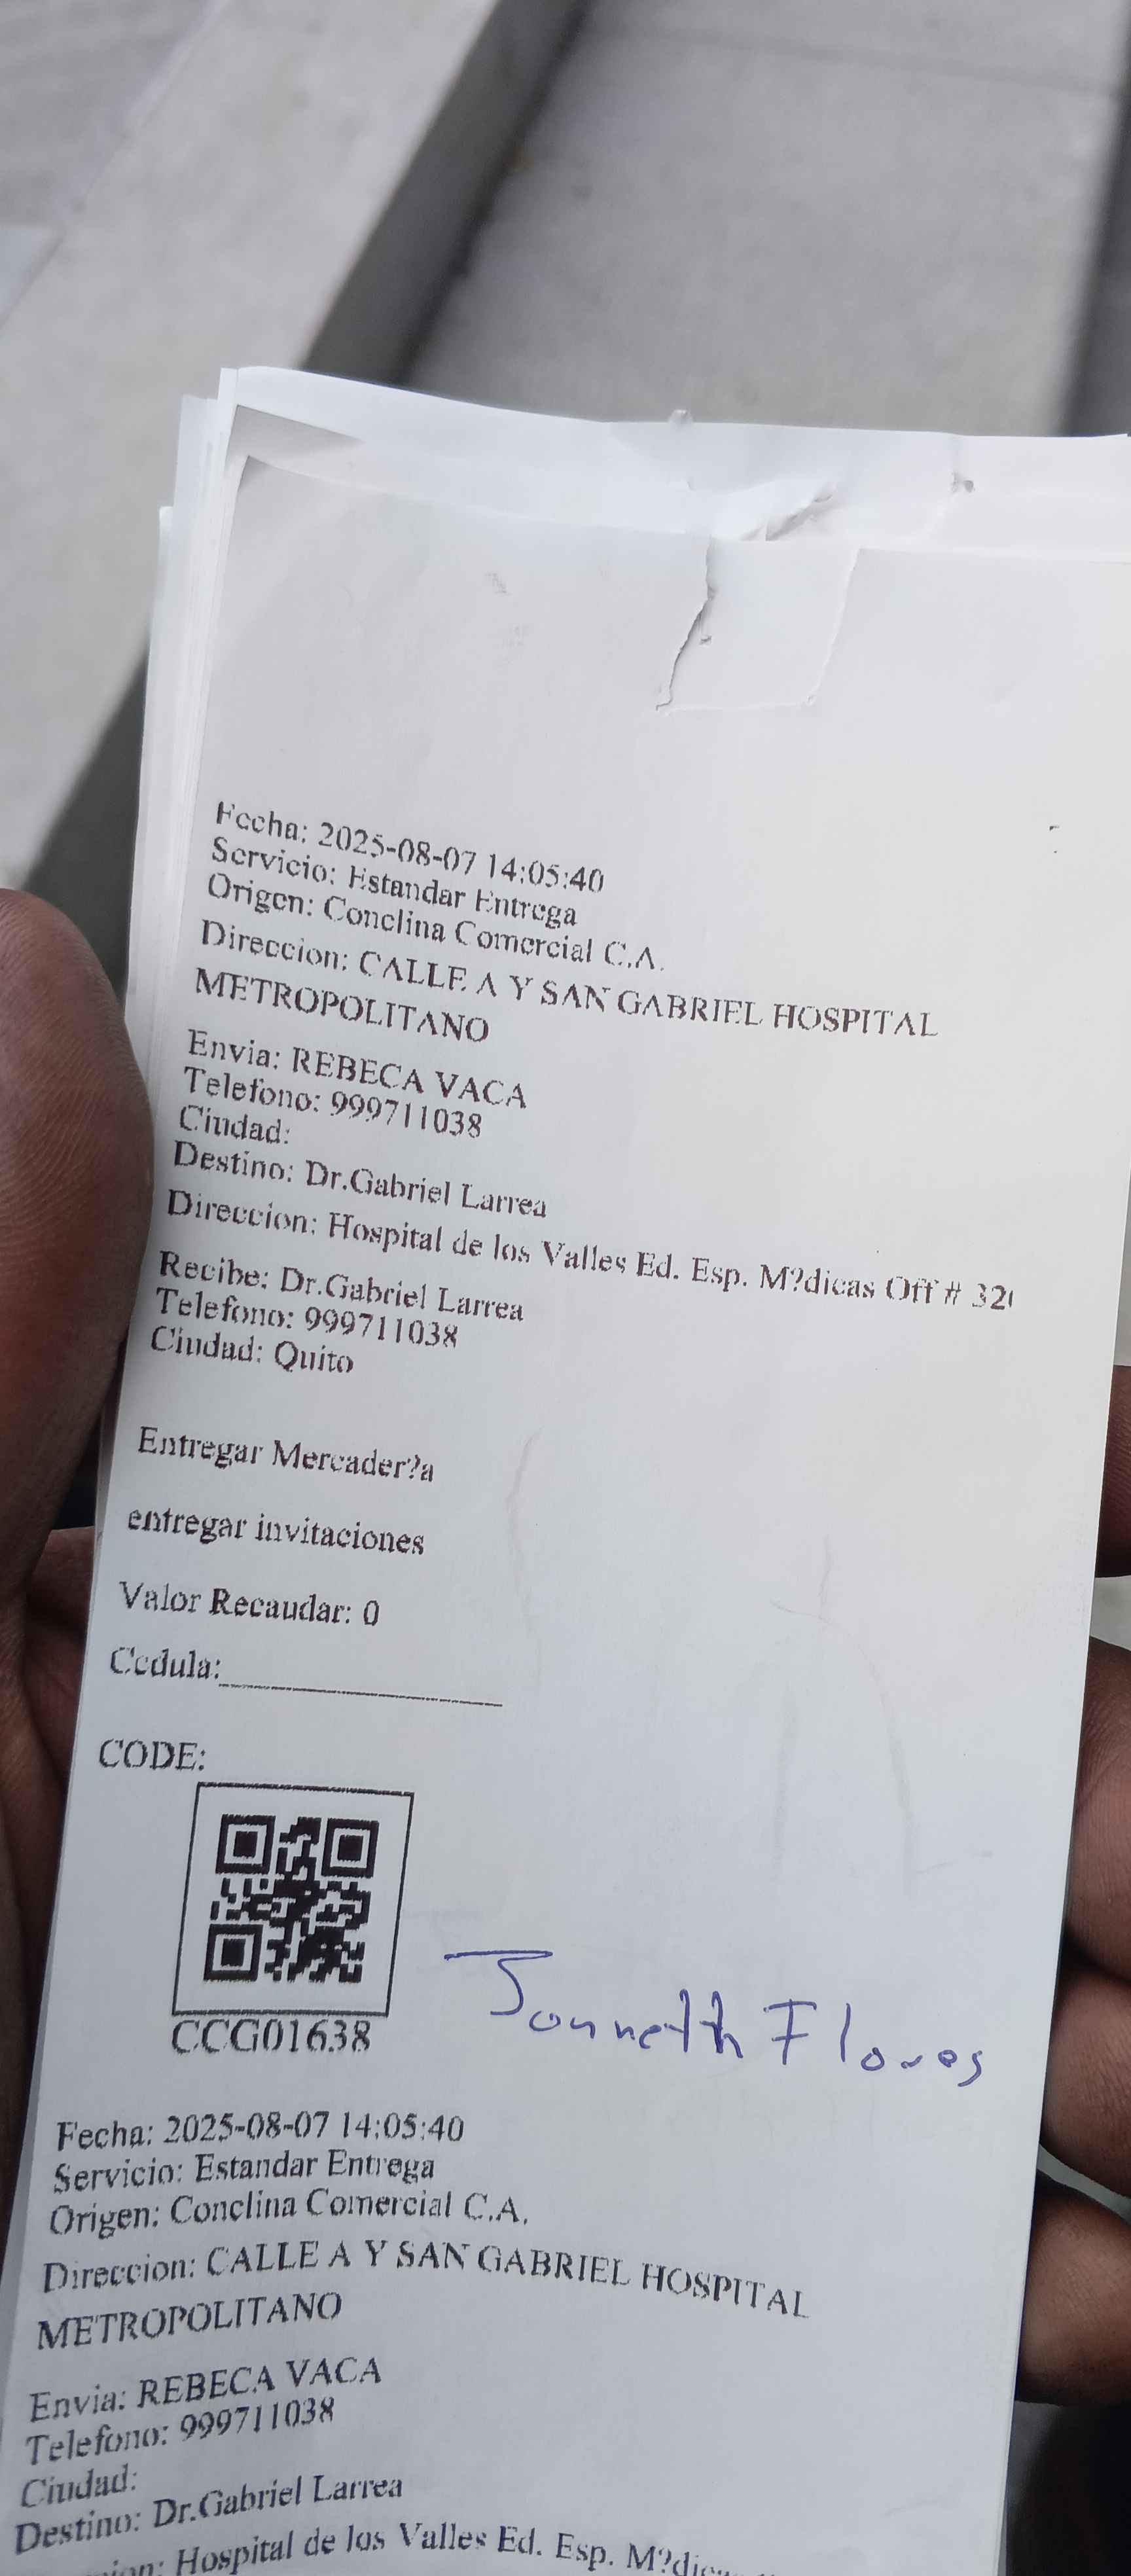 Fecha: 2025-08-07 14:05:40
Servicio: Estandar Entrega
Origen: Conclina Comercial C.A.
Direccion: CALLE A Y SAN GABRIEL HOSPITAL
METROPOLITANO
Envia: REBECA VACA
Telefono: 999711038
Ciudad:
Destino: Dr.Gabriel Larrea
Direccion: Hospital de los Valles Ed. Esp. M?dicas Off #
Recibe: Dr.Gabriel Larrea
Telefono: 999711038
Ciudad: Quito
Entregar Mercader?a
entregar invitaciones
Valor Recaudar: 0
Cedula:
CODE:
CCG01638
Flores
Fecha: 2025-08-07 14:05:40
Servicio: Estandar Entrega
Origen: Conclina Comercial C.A.
Direccion: CALLE A Y SAN GABRIEL HOSPITAL
METROPOLITANO
Envia: REBECA VACA
Telefono: 999711038
Ciudad:
Destino: Dr.Gabriel Larrea
Hospital de los Valles Ed. Esp.